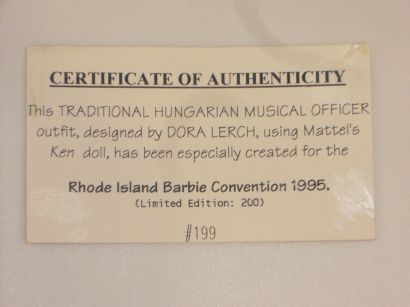 CERTIFICATE OF AUTHENTICITY
This TRADITIONAL HUNGARIAN MUSICAL OFFICER
outfit, designed by DORA LERCH, using Mattel's
Ken doll, has been especially created for the
Rhode Island Barbie Convention 1995.
(Limited Edition: 200)
#199